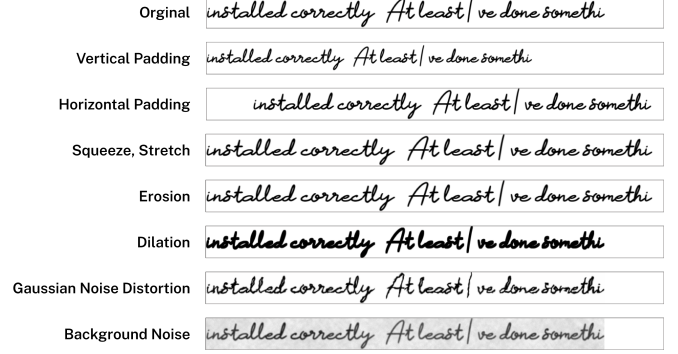 Orginal installed correctly At least I ve done somethi
Vertical Padding installed correctly At least I ve done somethi
Horizontal Padding installed correctly At least I ve done somethi
Squeeze, Stretch installed correctly At least I ve done somethi
Erosion installed correctly At least I ve done somethi
Dilation installed correctly At least I ve done somethi
Gaussian Noise Distortion installed correctly At least I ve done somethi
Background Noise installed correctly At least I ve done somethi